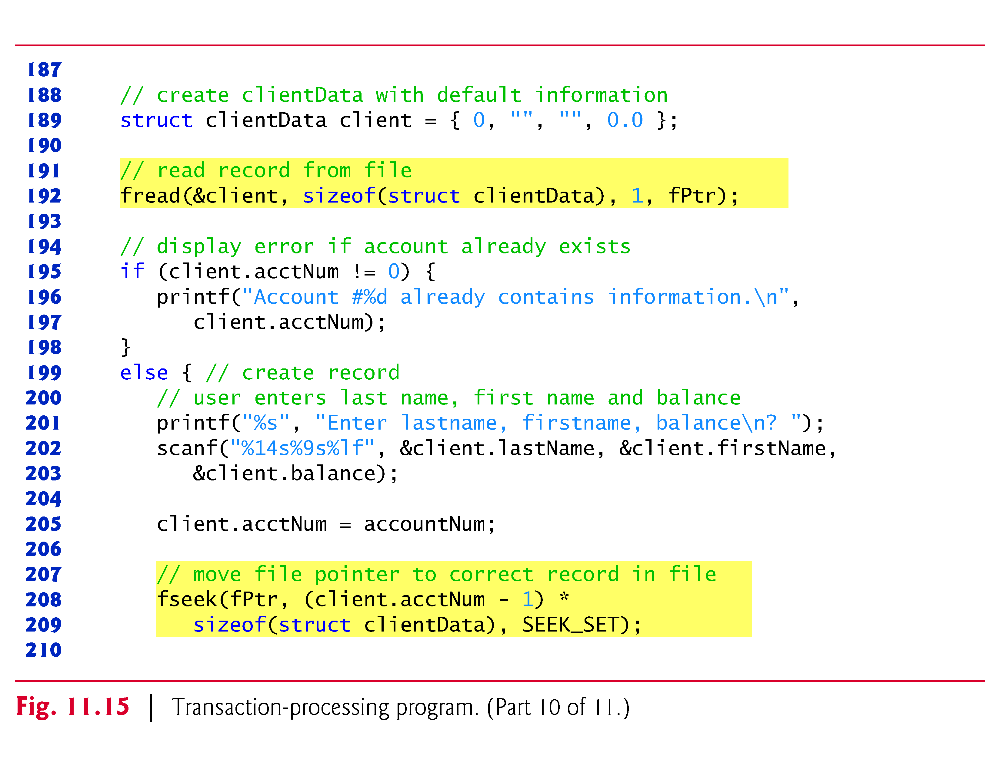 187
188 // create clientData with default information
189 struct clientData client = { 0, "", "", 0.0 };
190
191 // read record from file
192 fread(&client, sizeof(struct clientData), 1, fPtr);
193
194 // display error if account already exists
195 if (client.acctNum != 0) {
196 printf("Account #%d already contains information.\n",
197 client.acctNum);
198 }
199 else { // create record
200 // user enters last name, first name and balance
201 printf("%s", "Enter lastname, firstname, balance\n? ");
202 scanf("%14s%9s%lf", &client.lastName, &client.firstName,
203 &client.balance);
204
205 client.acctNum = accountNum;
206
207 // move file pointer to correct record in file
208 fseek(fPtr, (client.acctNum - 1) *
209 sizeof(struct clientData), SEEK_SET);
210
Fig. 11.15 | Transaction-processing program. (Part 10 of 11.)